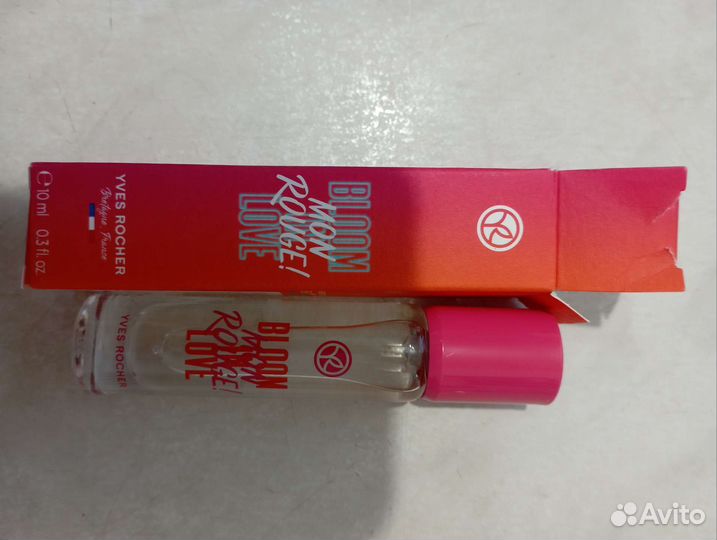 BLOOM
MON
ROUGE!
LOVE
YVES ROCHER
Bretagne, France
℮ 10 ml 0.3 fl. oz
BLOOM
MON
ROUGE!
LOVE
YVES ROCHER
Avito